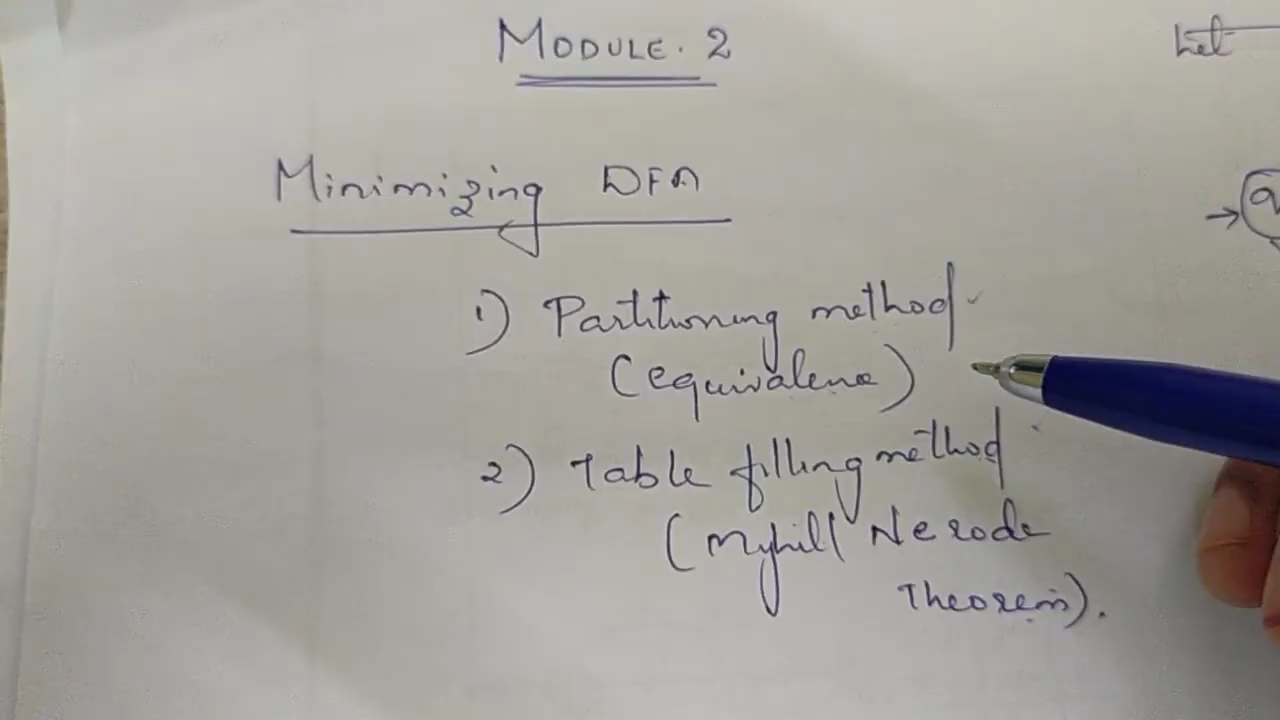 MODULE. 2
Let
Minimizing DFA
1) Partitioning method
(equivalence)
2) Table filling method
(Myhill Nerode
Theorem).